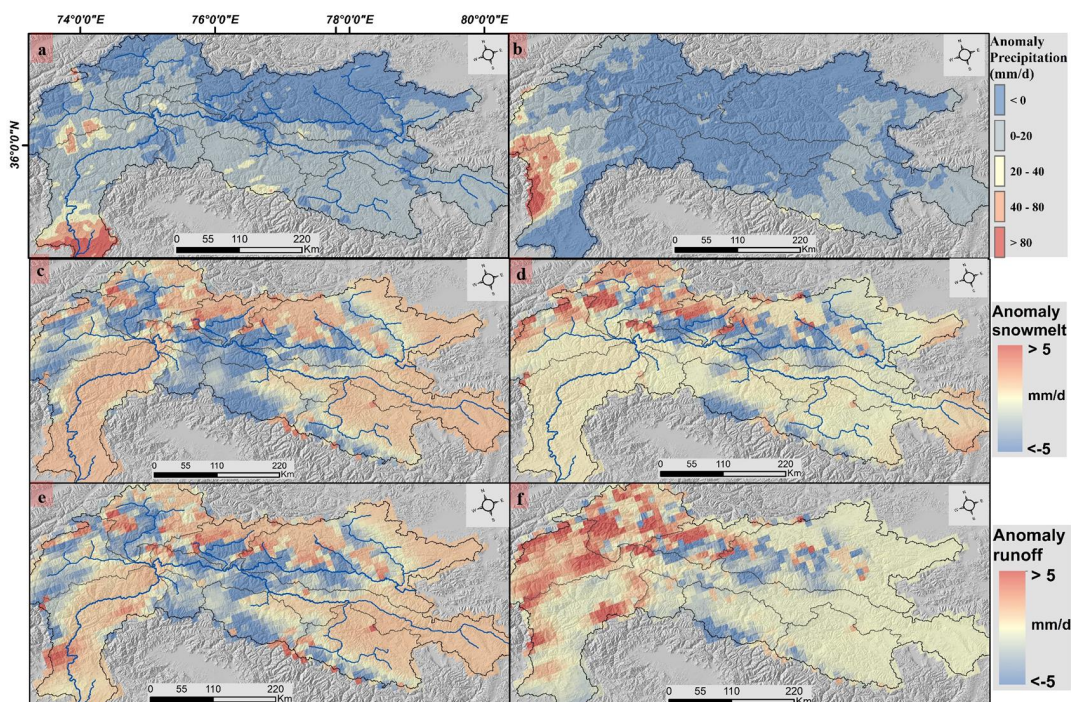 74°0'0"E 76°0'0"E 78°0'0"E 80°0'0"E
36°0'0"N
a
0 55 110 220
Km
b
0 55 110 220
Km
Anomaly
Precipitation
(mm/d)
< 0
0-20
20 - 40
40 - 80
> 80
c
0 55 110 220
Km
d
0 55 110 220
Km
Anomaly
snowmelt
> 5
mm/d
<-5
e
0 55 110 220
Km
f
0 55 110 220
Km
Anomaly
runoff
> 5
mm/d
<-5